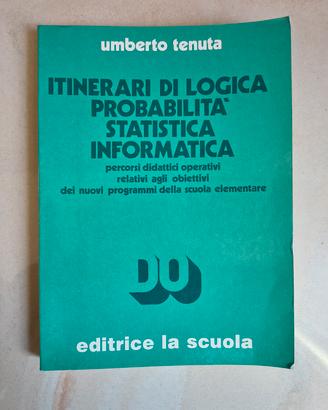 umberto tenuta
ITINERARI DI LOGICA
PROBABILITA`
STATISTICA
INFORMATICA
percorsi didattici operativi
relativi agli obiettivi
dei nuovi programmi della scuola elementare
DO
editrice la scuola